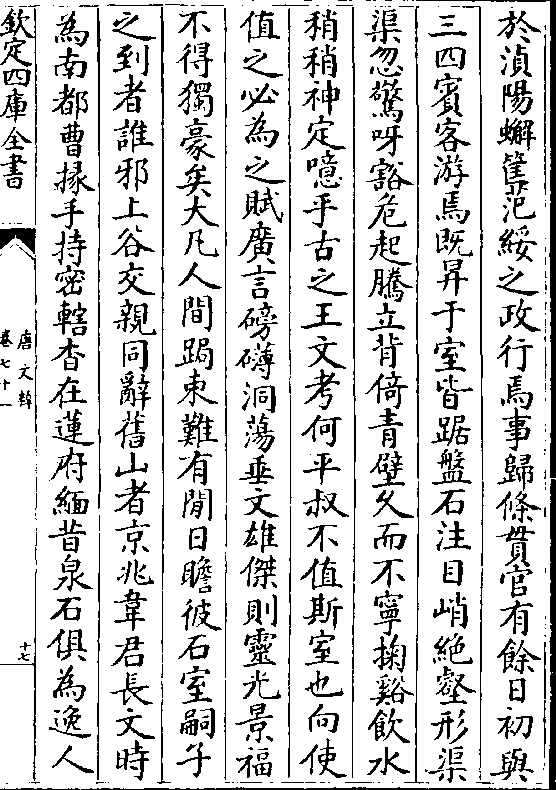 於湞陽蠏雋范綏之政行焉事歸條貫官有餘日初與
三四賓客游焉既昇于室皆踞盤石注目峭絶壑形渠
渠忽驚呀豁危起騰立背倚青壁久而不寧掬谿飲水
稍稍神定噫乎古之王文考何平叔不值斯室也向使
值之必為之賦廣言磅礴洞蕩垂文雄傑則靈光景福
不得獨豪矣大凡人間跼束難有閒日瞻彼石室嗣子
之到者誰邪上谷交親同辭舊山者京兆韋君長文時
為南都曹掾手持密轄杳在蓮府緬昔泉石俱為逸人
欽定四庫全書
唐文粹
卷七十一
十七